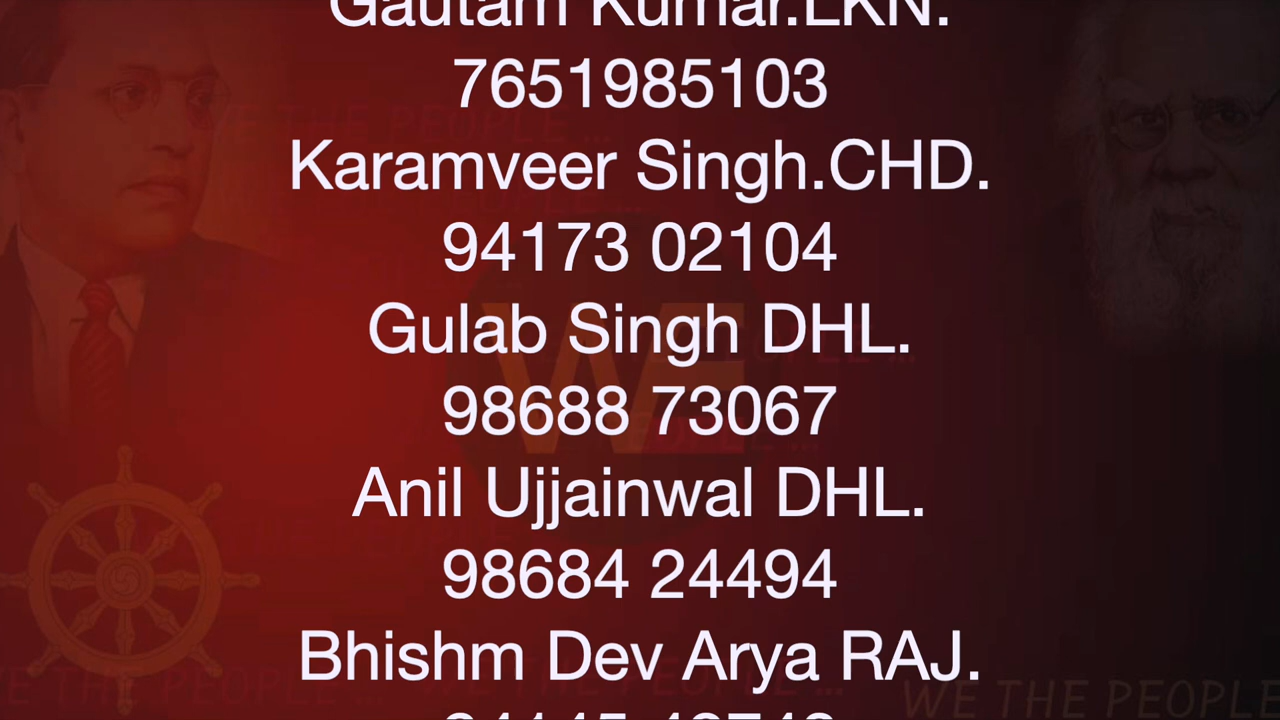 Gautam Kumar.LKN.
7651985103
Karamveer Singh.CHD.
94173 02104
Gulab Singh DHL.
98688 73067
Anil Ujjainwal DHL.
98684 24494
Bhishm Dev Arya RAJ.
WE THE PEOPLE